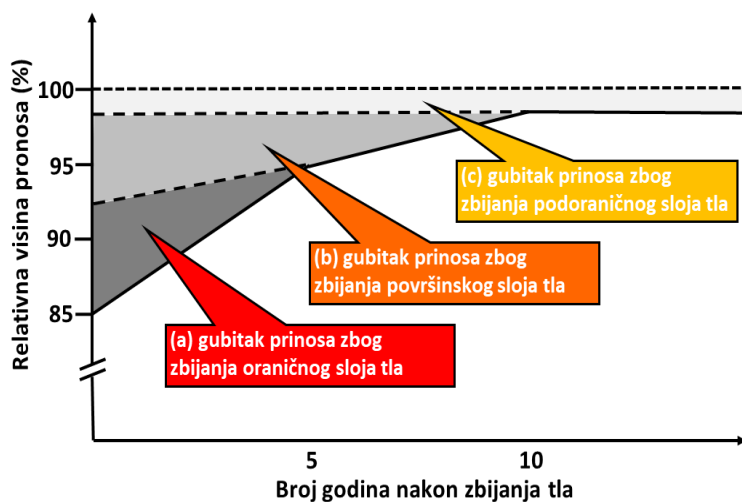 Relativna visina pronosa (%)
100
95
90
85
(c) gubitak prinosa zbog
zbijanja podoraničnog sloja tla
(b) gubitak prinosa zbog
zbijanja površinskog sloja tla
(a) gubitak prinosa zbog
zbijanja oraničnog sloja tla
5
10
Broj godina nakon zbijanja tla